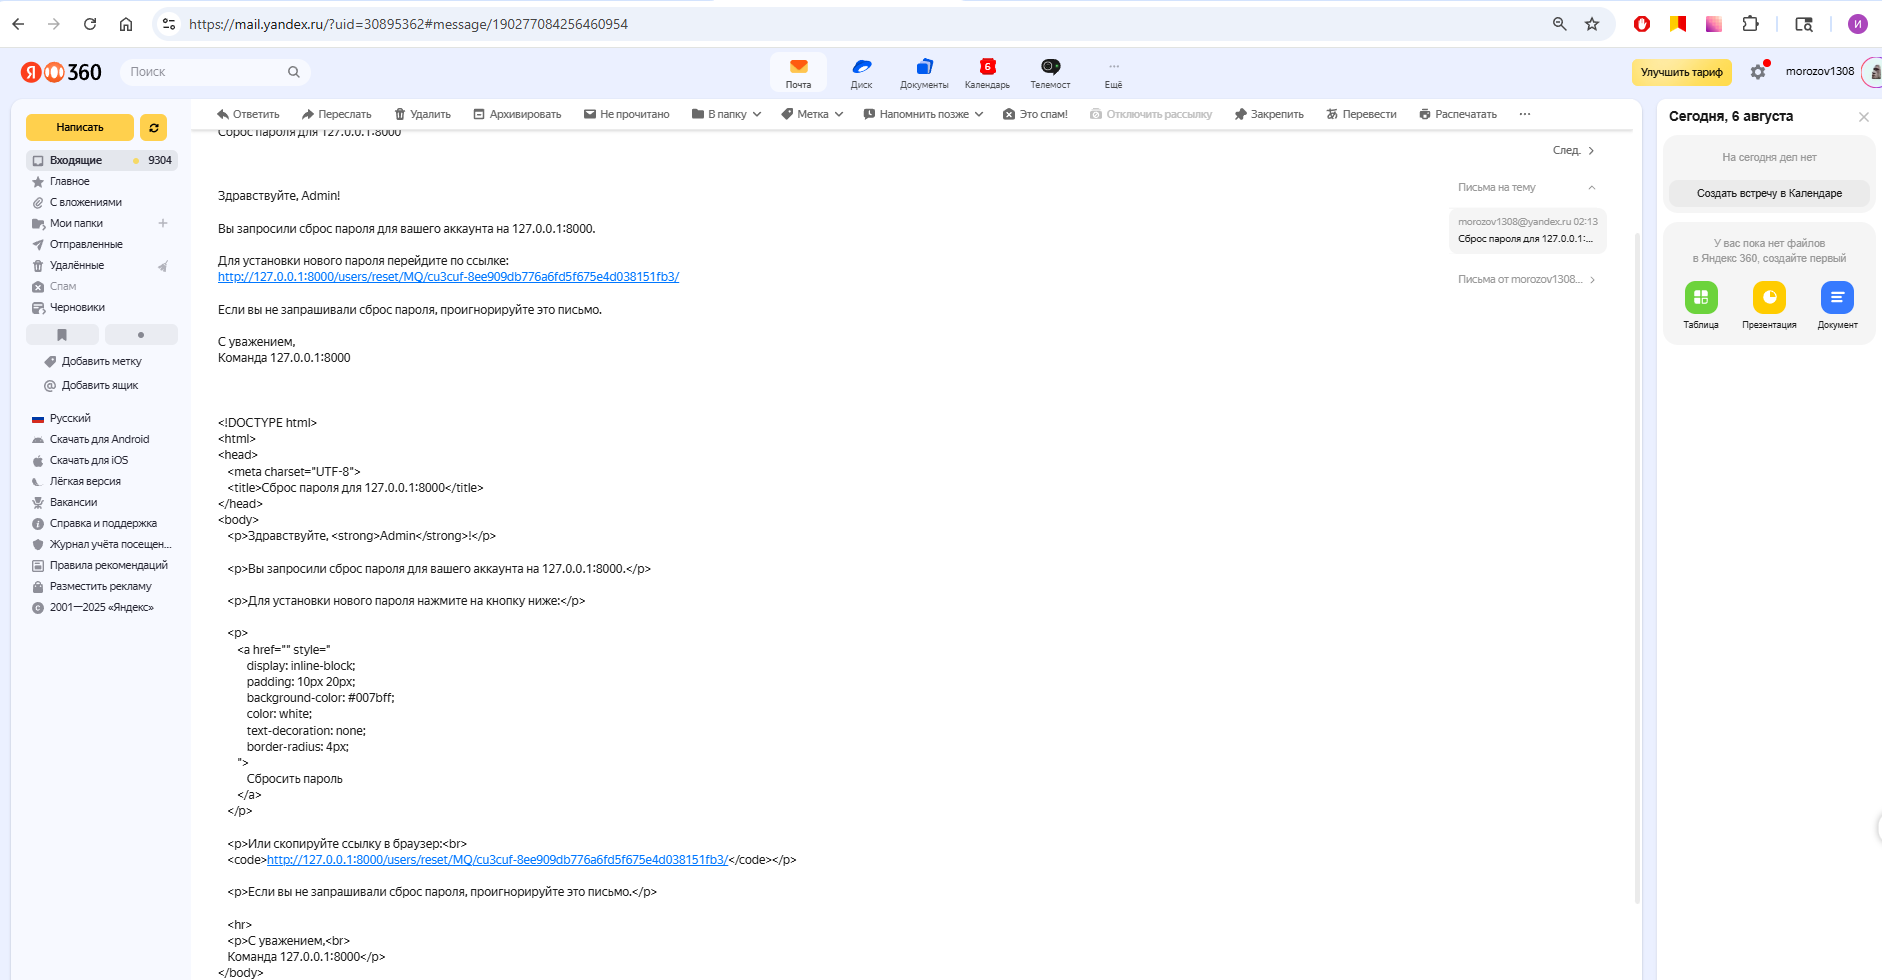 https://mail.yandex.ru/?uid=30895362#message/190277084256460954
И
Я 360
Поиск
Почта
Диск
Документы
6
Календарь
Телемост
Ещё
Улучшить тариф
morozov1308
Написать
Ответить
Переслать
Удалить
Архивировать
Не прочитано
В папку
Метка
Напомнить позже
Это спам!
Отключить рассылку
Закрепить
Перевести
Распечатать
Входящие 9304
Главное
С вложениями
Мои папки
Отправленные
Удалённые
Спам
Черновики
Добавить метку
Добавить ящик
Русский
Скачать для Android
Скачать для iOS
Лёгкая версия
Вакансии
Справка и поддержка
Журнал учёта посещен...
Правила рекомендаций
Разместить рекламу
2001—2025 «Яндекс»
Сброс пароля для 127.0.0.1:8000
Здравствуйте, Admin!
Вы запросили сброс пароля для вашего аккаунта на 127.0.0.1:8000.
Для установки нового пароля перейдите по ссылке:
http://127.0.0.1:8000/users/reset/MQ/cu3cuf-8ee909db776a6fd5f675e4d038151fb3/
Если вы не запрашивали сброс пароля, проигнорируйте это письмо.
С уважением,
Команда 127.0.0.1:8000
<!DOCTYPE html>
<html>
<head>
<meta charset="UTF-8">
<title>Сброс пароля для 127.0.0.1:8000</title>
</head>
<body>
<p>Здравствуйте, <strong>Admin</strong>!</p>
<p>Вы запросили сброс пароля для вашего аккаунта на 127.0.0.1:8000.</p>
<p>Для установки нового пароля нажмите на кнопку ниже:</p>
<p>
<a href="" style="
display: inline-block;
padding: 10px 20px;
background-color: #007bff;
color: white;
text-decoration: none;
border-radius: 4px;
">
Сбросить пароль
</a>
</p>
<p>Или скопируйте ссылку в браузер:<br>
<code>http://127.0.0.1:8000/users/reset/MQ/cu3cuf-8ee909db776a6fd5f675e4d038151fb3/</code></p>
<p>Если вы не запрашивали сброс пароля, проигнорируйте это письмо.</p>
<hr>
<p>С уважением,<br>
Команда 127.0.0.1:8000</p>
</body>
След.
Письма на тему
morozov1308@yandex.ru 02:13
Сброс пароля для 127.0.0.1:...
Письма от morozov1308...
Сегодня, 6 августа
На сегодня дел нет
Создать встречу в Календаре
У вас пока нет файлов
в Яндекс 360, создайте первый
Таблица
Презентация
Документ